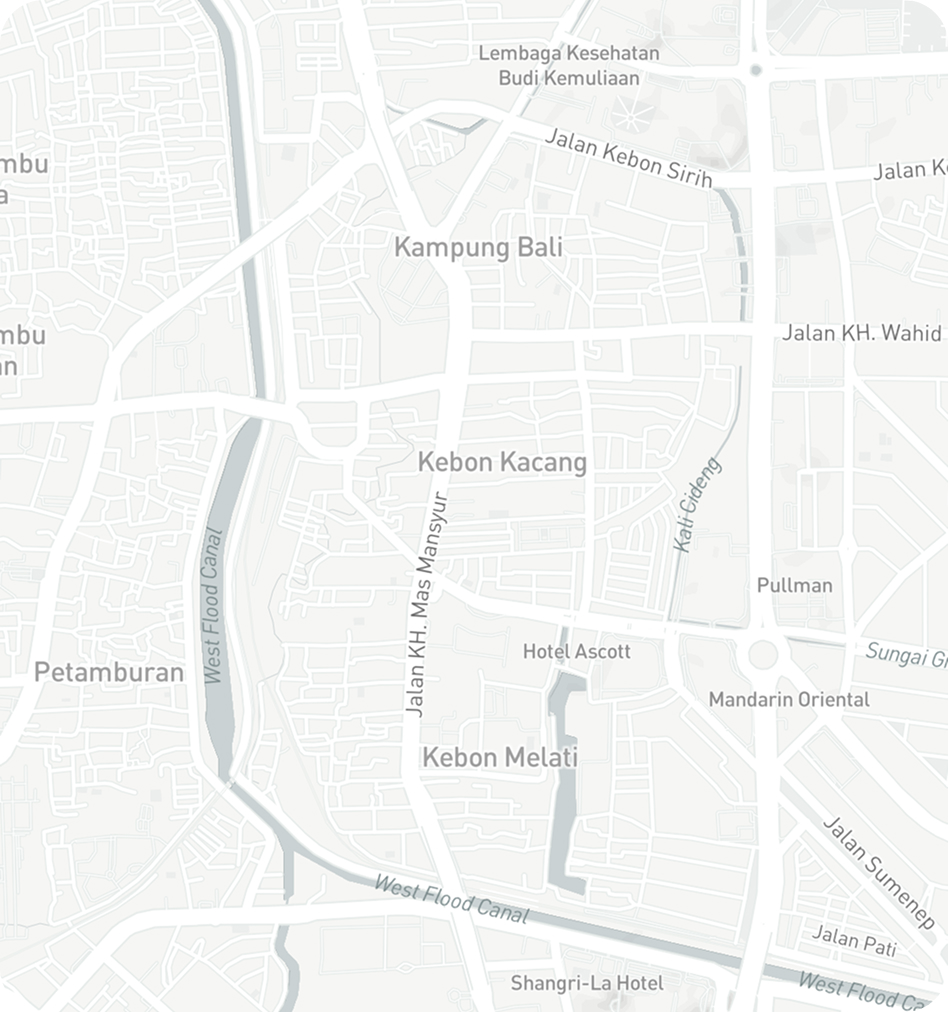 Lembaga Kesehatan
Budi Kemuliaan
Jalan Kebon Sirih
mbu
a
Jalan Ke
Kampung Bali
mbu
an
Jalan KH. Wahid
Kebon Kacang
Kali Cideng
Jalan KH. Mas Mansyur
West Flood Canal
Pullman
Hotel Ascott
Sungai G
Petamburan
Mandarin Oriental
Kebon Melati
Jalan Sumenep
West Flood Canal
Jalan Pati
Shangri-La Hotel
West Flood Ca